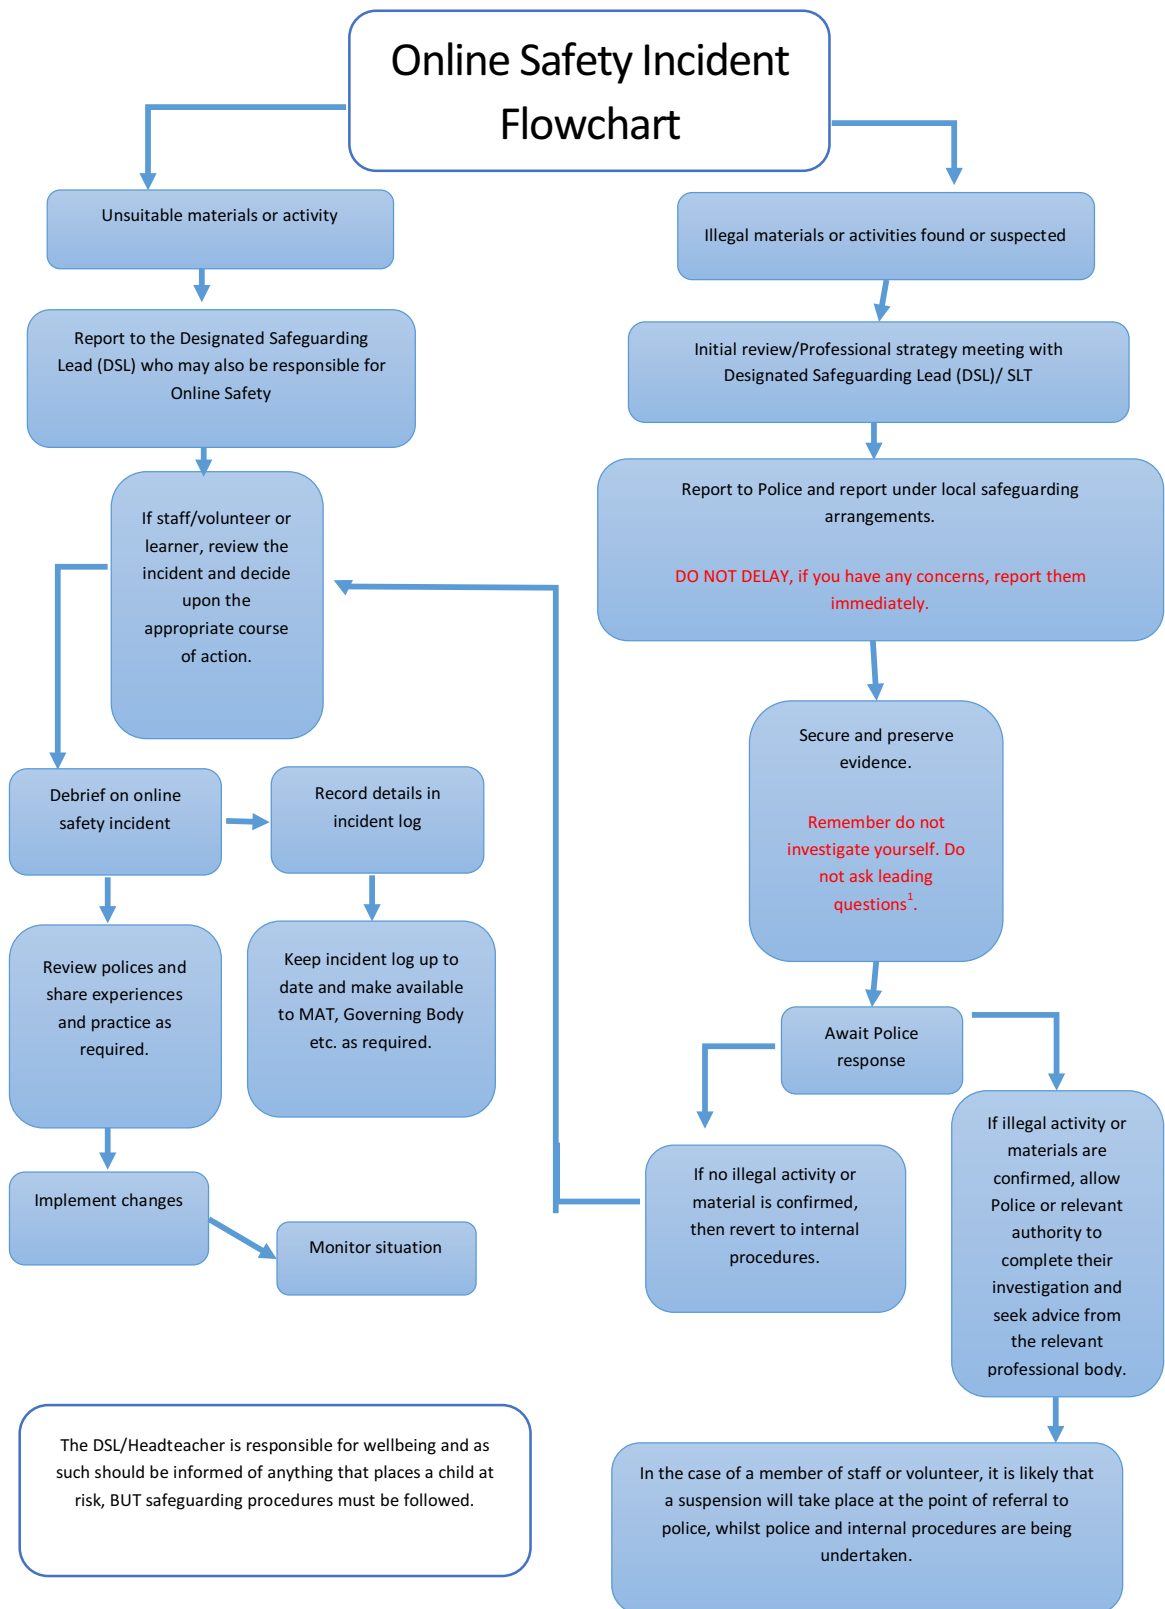 Online Safety Incident
Flowchart
Unsuitable materials or activity
Report to the Designated Safeguarding
Lead (DSL) who may also be responsible for
Online Safety
If staff/volunteer or
learner, review the
incident and decide
upon the
appropriate course
of action.
Debrief on online
safety incident
Record details in
incident log
Review polices and
share experiences
and practice as
required.
Keep incident log up to
date and make available
to MAT, Governing Body
etc. as required.
Implement changes
Monitor situation
The DSL/Headteacher is responsible for wellbeing and as
such should be informed of anything that places a child at
risk, BUT safeguarding procedures must be followed.
Illegal materials or activities found or suspected
Initial review/Professional strategy meeting with
Designated Safeguarding Lead (DSL)/ SLT
Report to Police and report under local safeguarding
arrangements.
DO NOT DELAY, if you have any concerns, report them
immediately.
Secure and preserve
evidence.
Remember do not
investigate yourself. Do
not ask leading
questions¹.
Await Police
response
If no illegal activity or
material is confirmed,
then revert to internal
procedures.
If illegal activity or
materials are
confirmed, allow
Police or relevant
authority to
complete their
investigation and
seek advice from
the relevant
professional body.
In the case of a member of staff or volunteer, it is likely that
a suspension will take place at the point of referral to
police, whilst police and internal procedures are being
undertaken.